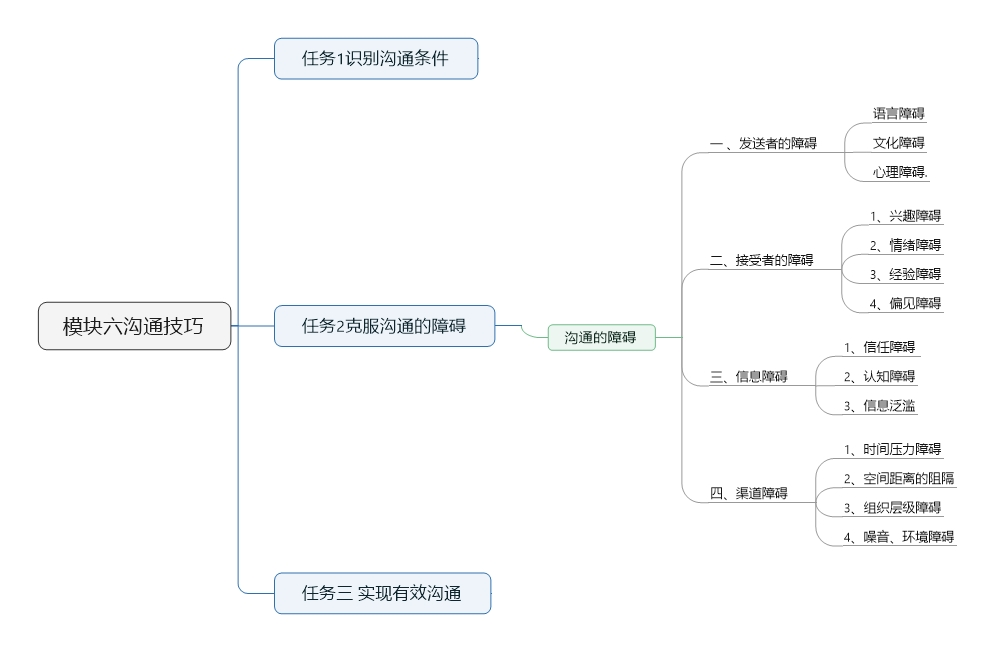 模块六沟通技巧
任务1识别沟通条件
任务2克服沟通的障碍
沟通的障碍
一 、发送者的障碍
语言障碍
文化障碍
心理障碍.
二、接受者的障碍
1、兴趣障碍
2、情绪障碍
3、经验障碍
4、偏见障碍
三、信息障碍
1、信任障碍
2、认知障碍
3、信息泛滥
四、渠道障碍
1、时间压力障碍
2、空间距离的阻隔
3、组织层级障碍
4、噪音、环境障碍
任务三 实现有效沟通